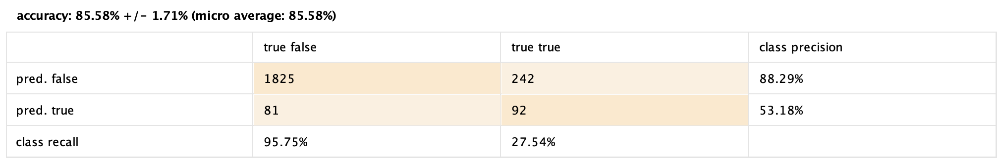 accuracy: 85.58% +/- 1.71% (micro average: 85.58%)
true false true true class precision
pred. false 1825 242 88.29%
pred. true 81 92 53.18%
class recall 95.75% 27.54%